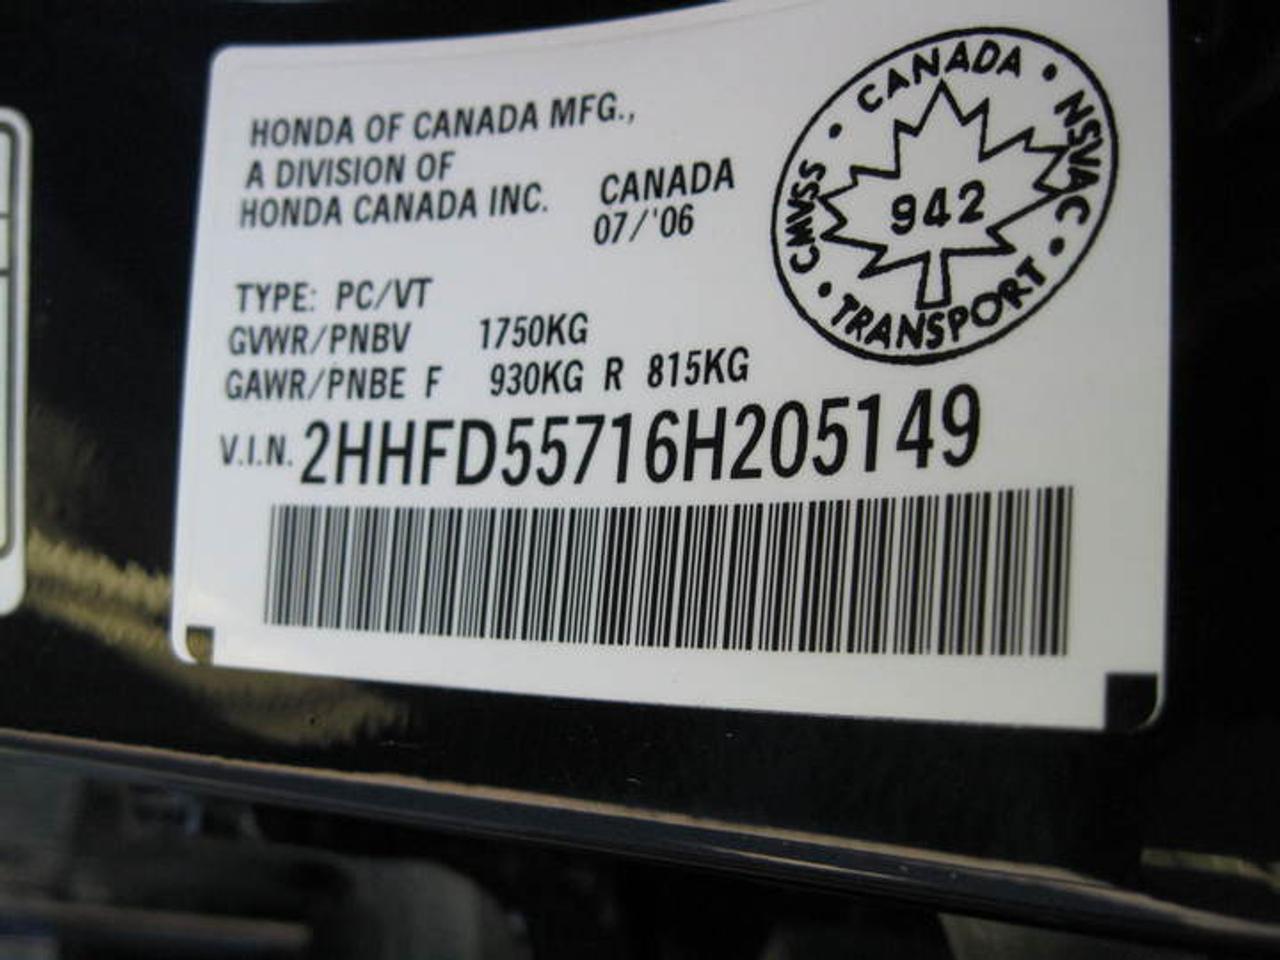 HONDA OF CANADA MFG.,
A DIVISION OF
HONDA CANADA INC.
CANADA
07/'06
TYPE: PC/VT
GVWR/PNBV 1750KG
GAWR/PNBE F 930KG R 815KG
V.I.N. 2HHFD55716H205149
CANADA • NSVAC • TRANSPORT • CMVSS •
942